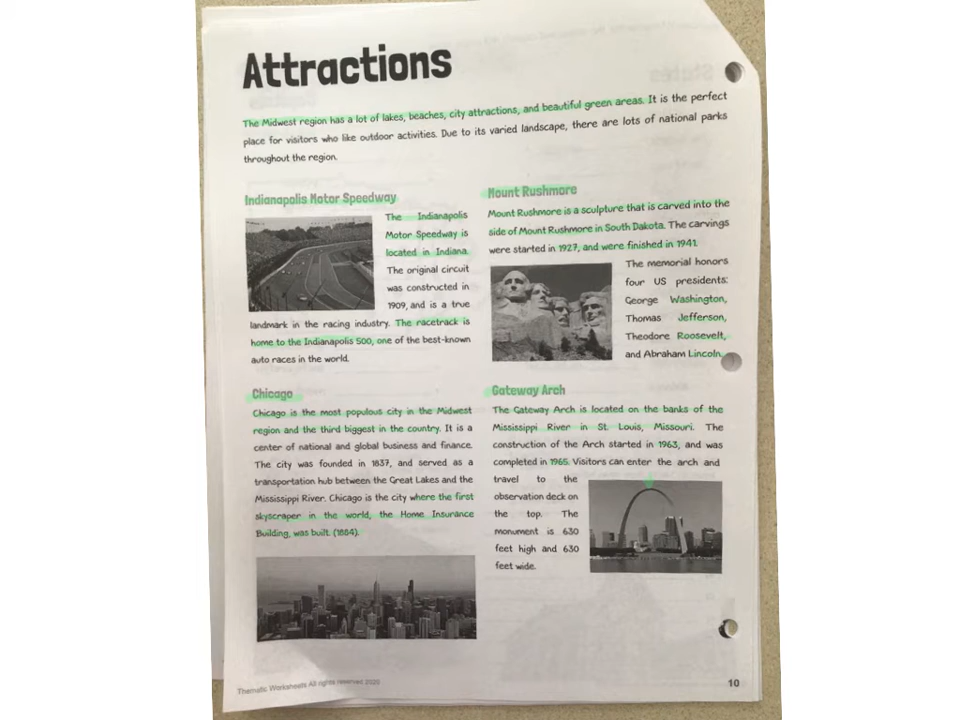 Attractions
The Midwest region has a lot of lakes, beaches, city attractions, and beautiful green areas. It is the perfect
place for visitors who like outdoor activities. Due to its varied landscape, there are lots of national parks
throughout the region.
Indianapolis Motor Speedway
The Indianapolis
Motor Speedway is
located in Indiana.
The original circuit
was constructed in
1909, and is a true
landmark in the racing industry. The racetrack is
home to the Indianapolis 500, one of the best-known
auto races in the world.
Chicago
Chicago is the most populous city in the Midwest
region and the third biggest in the country. It is a
center of national and global business and finance.
The city was founded in 1837, and served as a
transportation hub between the Great Lakes and the
Mississippi River. Chicago is the city where the first
skyscraper in the world, the Home Insurance
Building, was built. (1884).
Mount Rushmore
Mount Rushmore is a sculpture that is carved into the
side of Mount Rushmore in South Dakota. The carvings
were started in 1927, and were finished in 1941.
The memorial honors
four US presidents:
George Washington,
Thomas Jefferson,
Theodore Roosevelt,
and Abraham Lincoln.
Gateway Arch
The Gateway Arch is located on the banks of the
Mississippi River in St. Louis, Missouri. The
construction of the Arch started in 1963, and was
completed in 1965. Visitors can enter the arch and
travel to the
observation deck on
the top. The
monument is 630
feet high and 630
feet wide.
Thematic Worksheets All rights reserved 2020
10